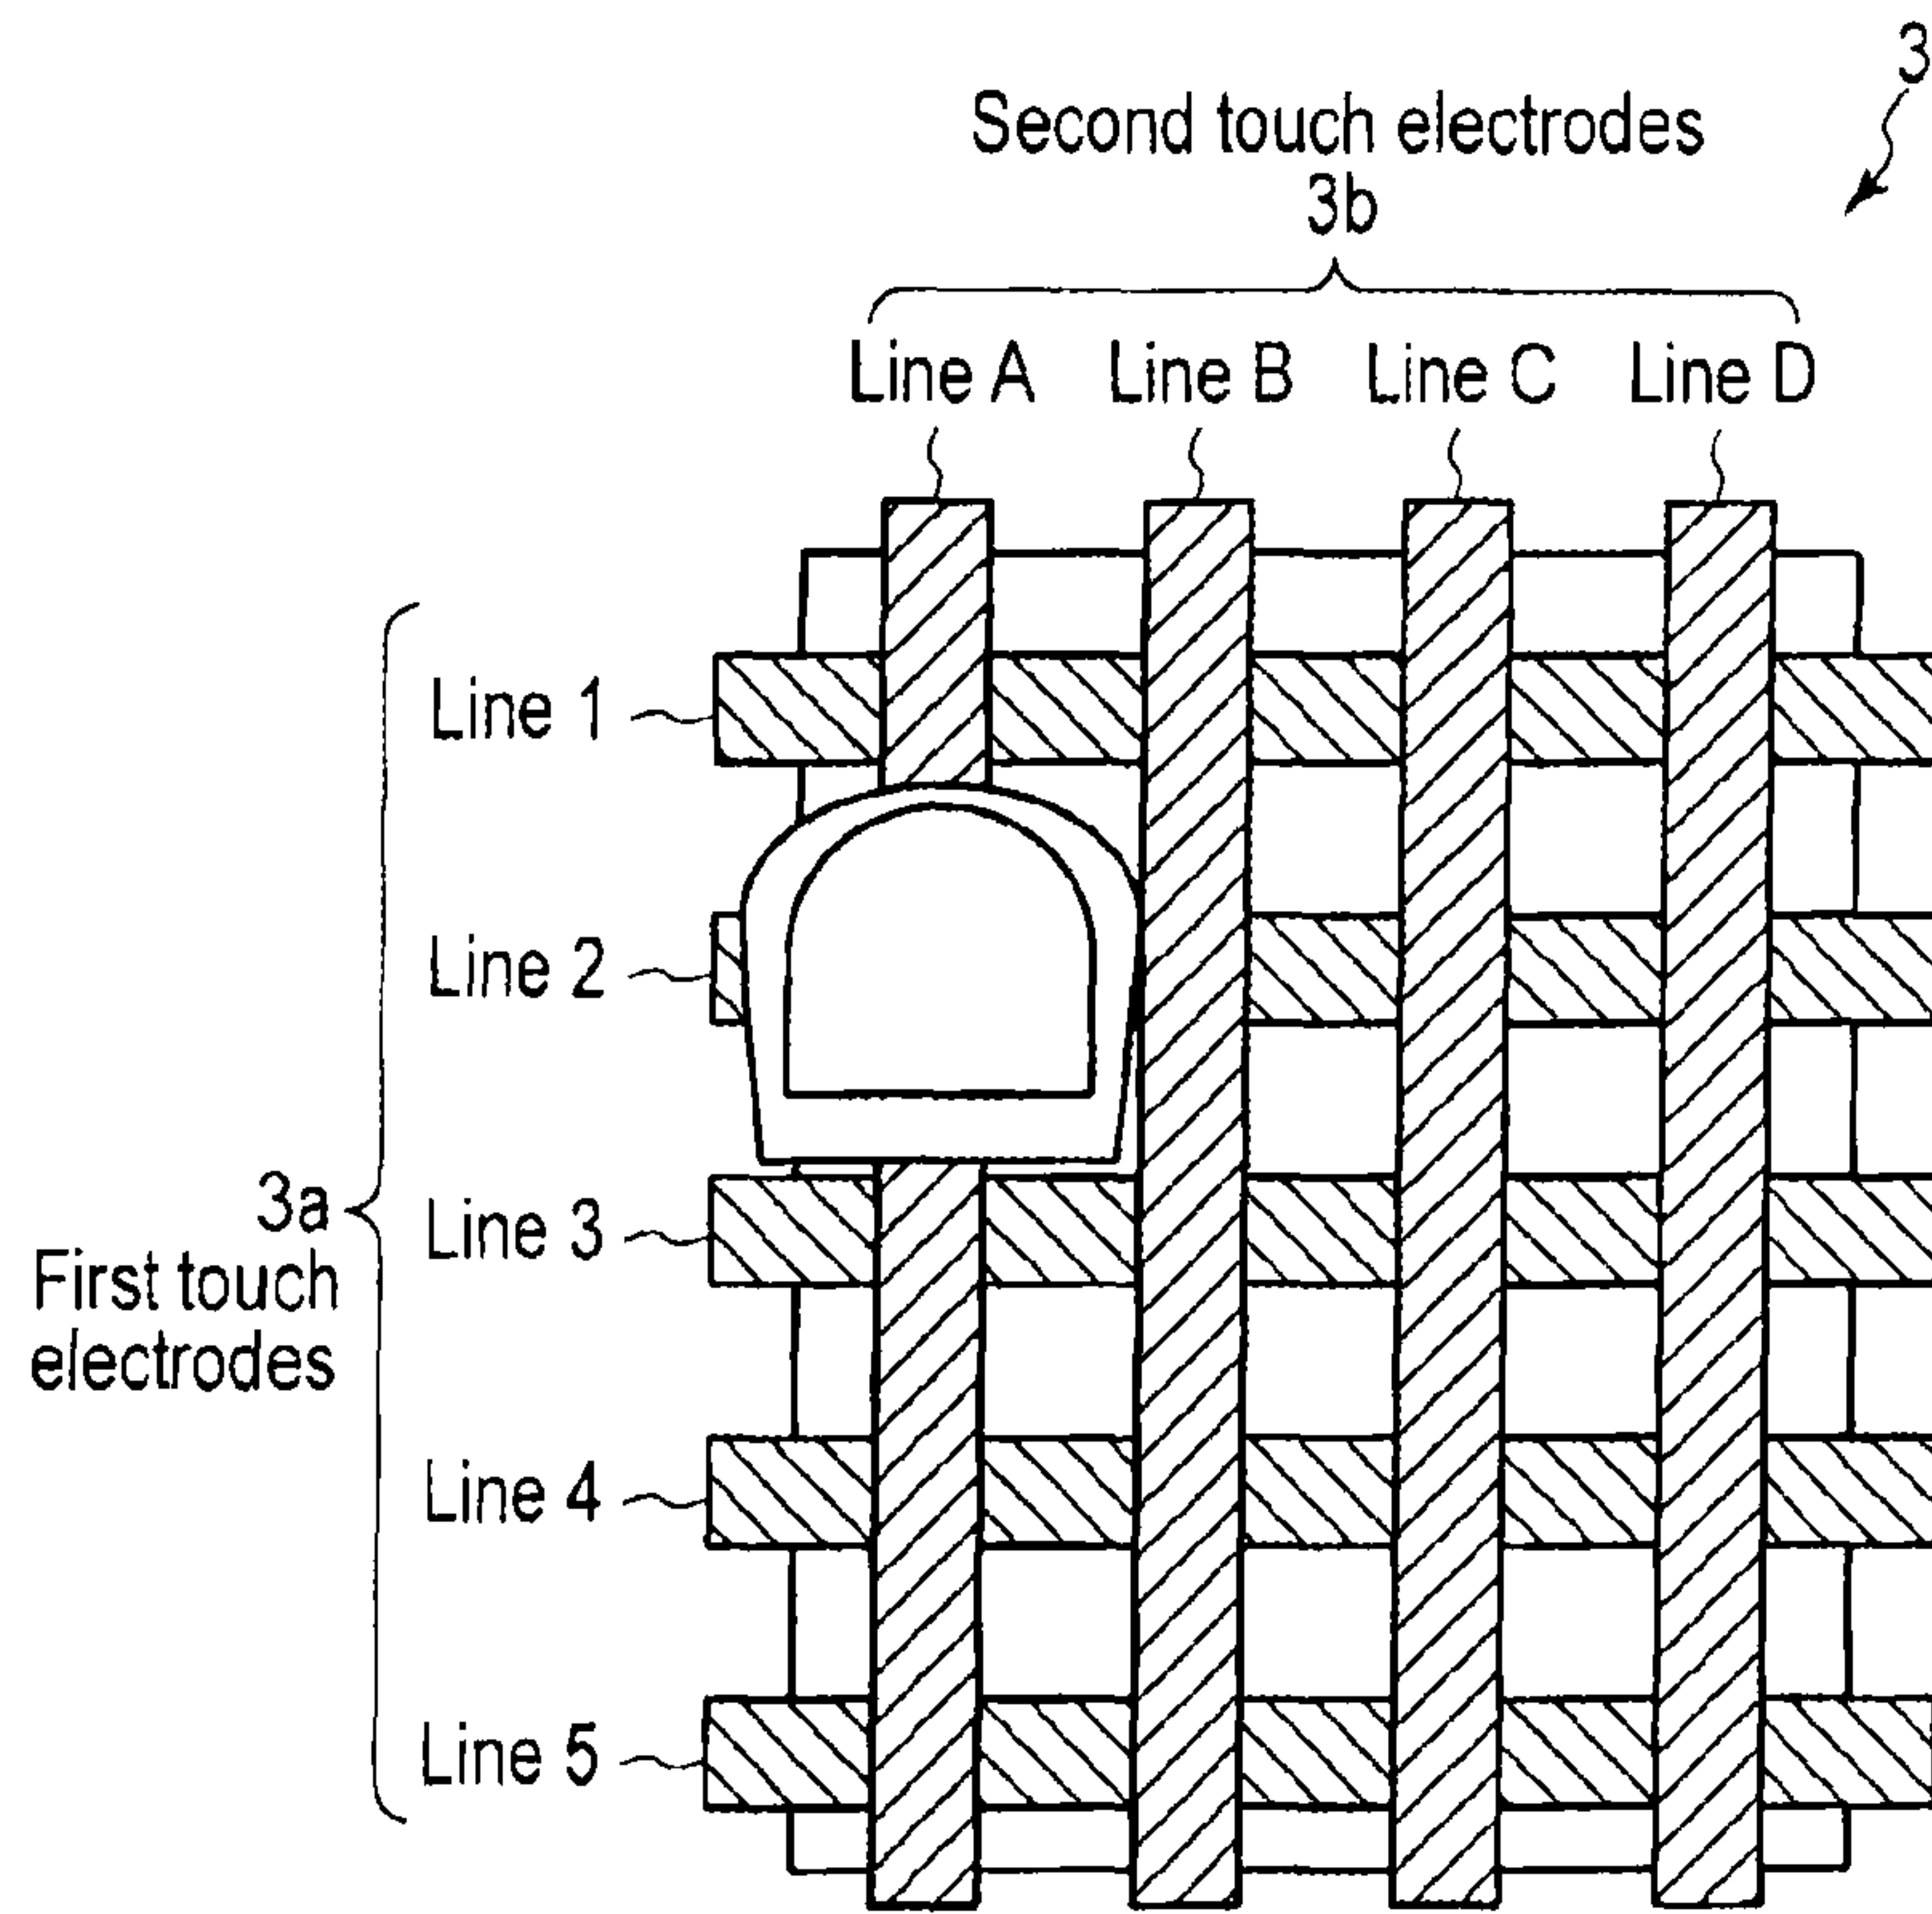 3
Second touch electrodes
3b
Line A Line B Line C Line D
Line 1
Line 2
Line 3
3a
First touch
electrodes
Line 4
Line 5